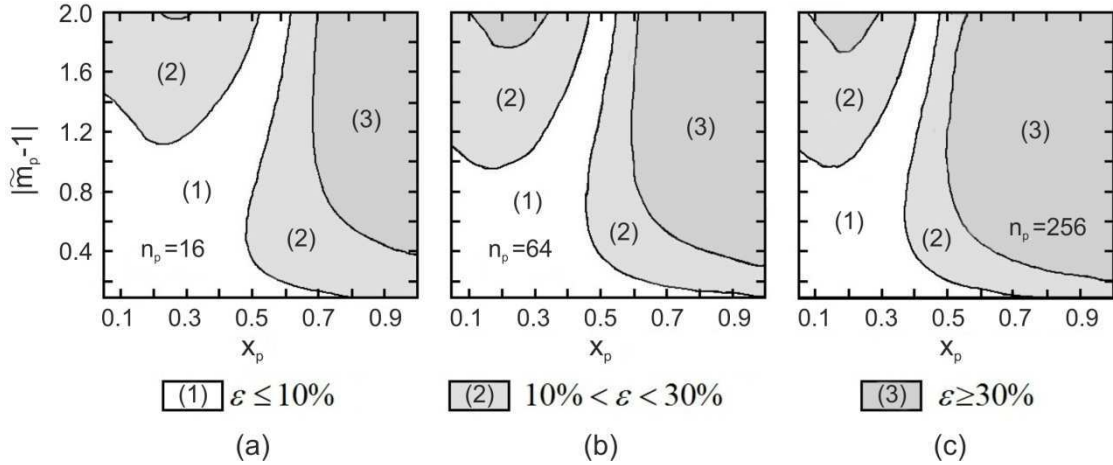 2.0
1.6
1.2
0.8
0.4
|m̃ₚ-1|
(2)
(3)
(1)
(2)
nₚ=16
0.1 0.3 0.5 0.7 0.9
xₚ
(2)
(3)
(1)
(2)
nₚ=64
0.1 0.3 0.5 0.7 0.9
xₚ
(2)
(3)
(1)
(2)
nₚ=256
0.1 0.3 0.5 0.7 0.9
xₚ
(1) ε ≤ 10% (2) 10% < ε < 30% (3) ε ≥ 30%
(a) (b) (c)